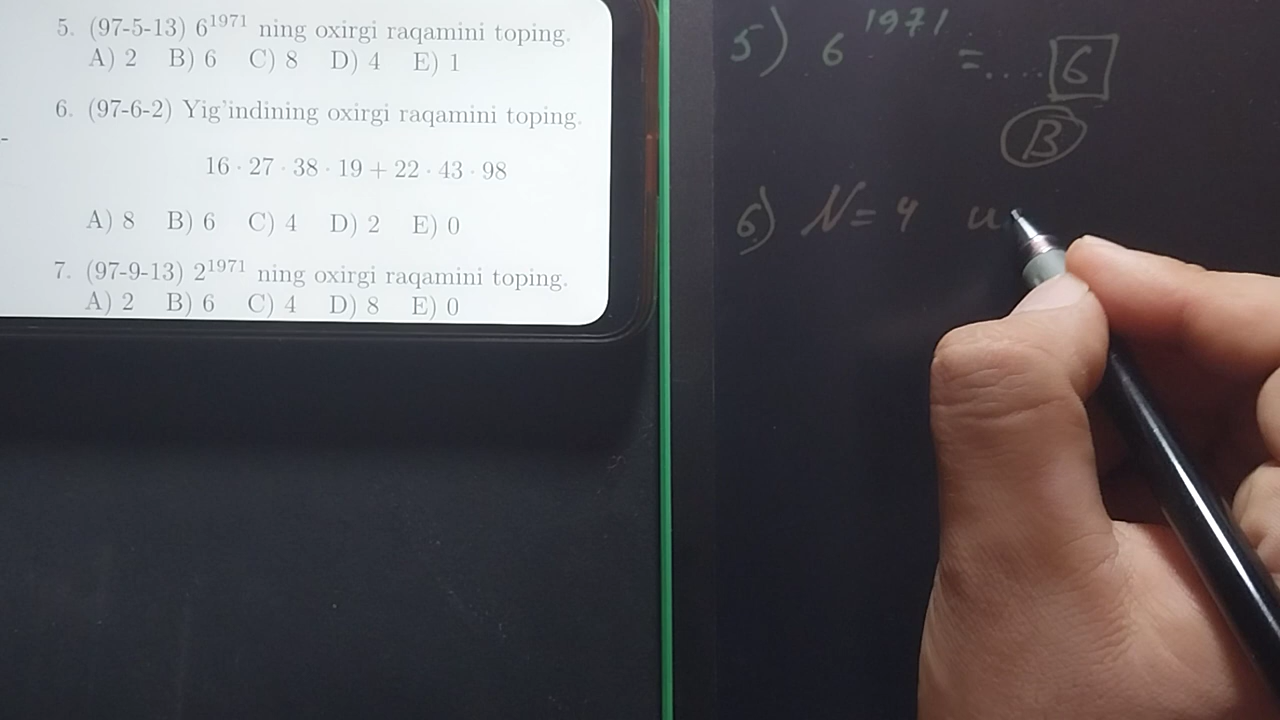 5. (97-5-13) 6^1971 ning oxirgi raqamini toping.
A) 2 B) 6 C) 8 D) 4 E) 1
6. (97-6-2) Yig'indining oxirgi raqamini toping.
16 · 27 · 38 · 19 + 22 · 43 · 98
A) 8 B) 6 C) 4 D) 2 E) 0
7. (97-9-13) 2^1971 ning oxirgi raqamini toping.
A) 2 B) 6 C) 4 D) 8 E) 0
5) 6^1971 =..... 6
B
6) N=4 u